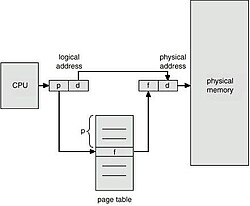 logical
address
physical
address
CPU
p d
f d
physical
memory
p
f
page table